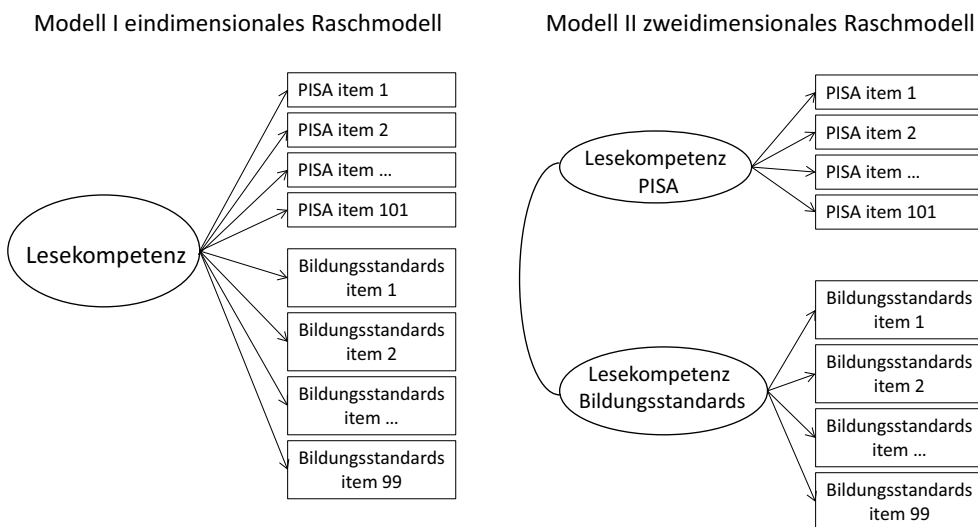 Modell I eindimensionales Raschmodell
PISA item 1
PISA item 2
PISA item ...
PISA item 101
Lesekompetenz
Bildungsstandards
item 1
Bildungsstandards
item 2
Bildungsstandards
item ...
Bildungsstandards
item 99
Modell II zweidimensionales Raschmodell
Lesekompetenz
PISA
PISA item 1
PISA item 2
PISA item ...
PISA item 101
Lesekompetenz
Bildungsstandards
Bildungsstandards
item 1
Bildungsstandards
item 2
Bildungsstandards
item ...
Bildungsstandards
item 99